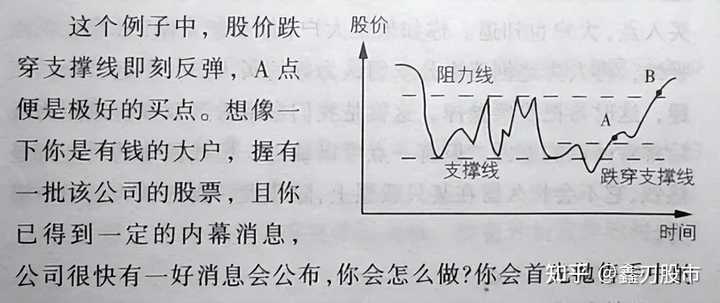 这个例子中，股价跌
穿支撑线即刻反弹，A点
便是极好的买点。想像一
下你是有钱的大户，握有
一批该公司的股票，且你
已得到一定的内幕消息，
公司很快有一好消息会公布，你会怎么做?你会首先
股价
阻力线
B
A
支撑线
跌穿支撑线
时间
知乎 @鑫刀股市